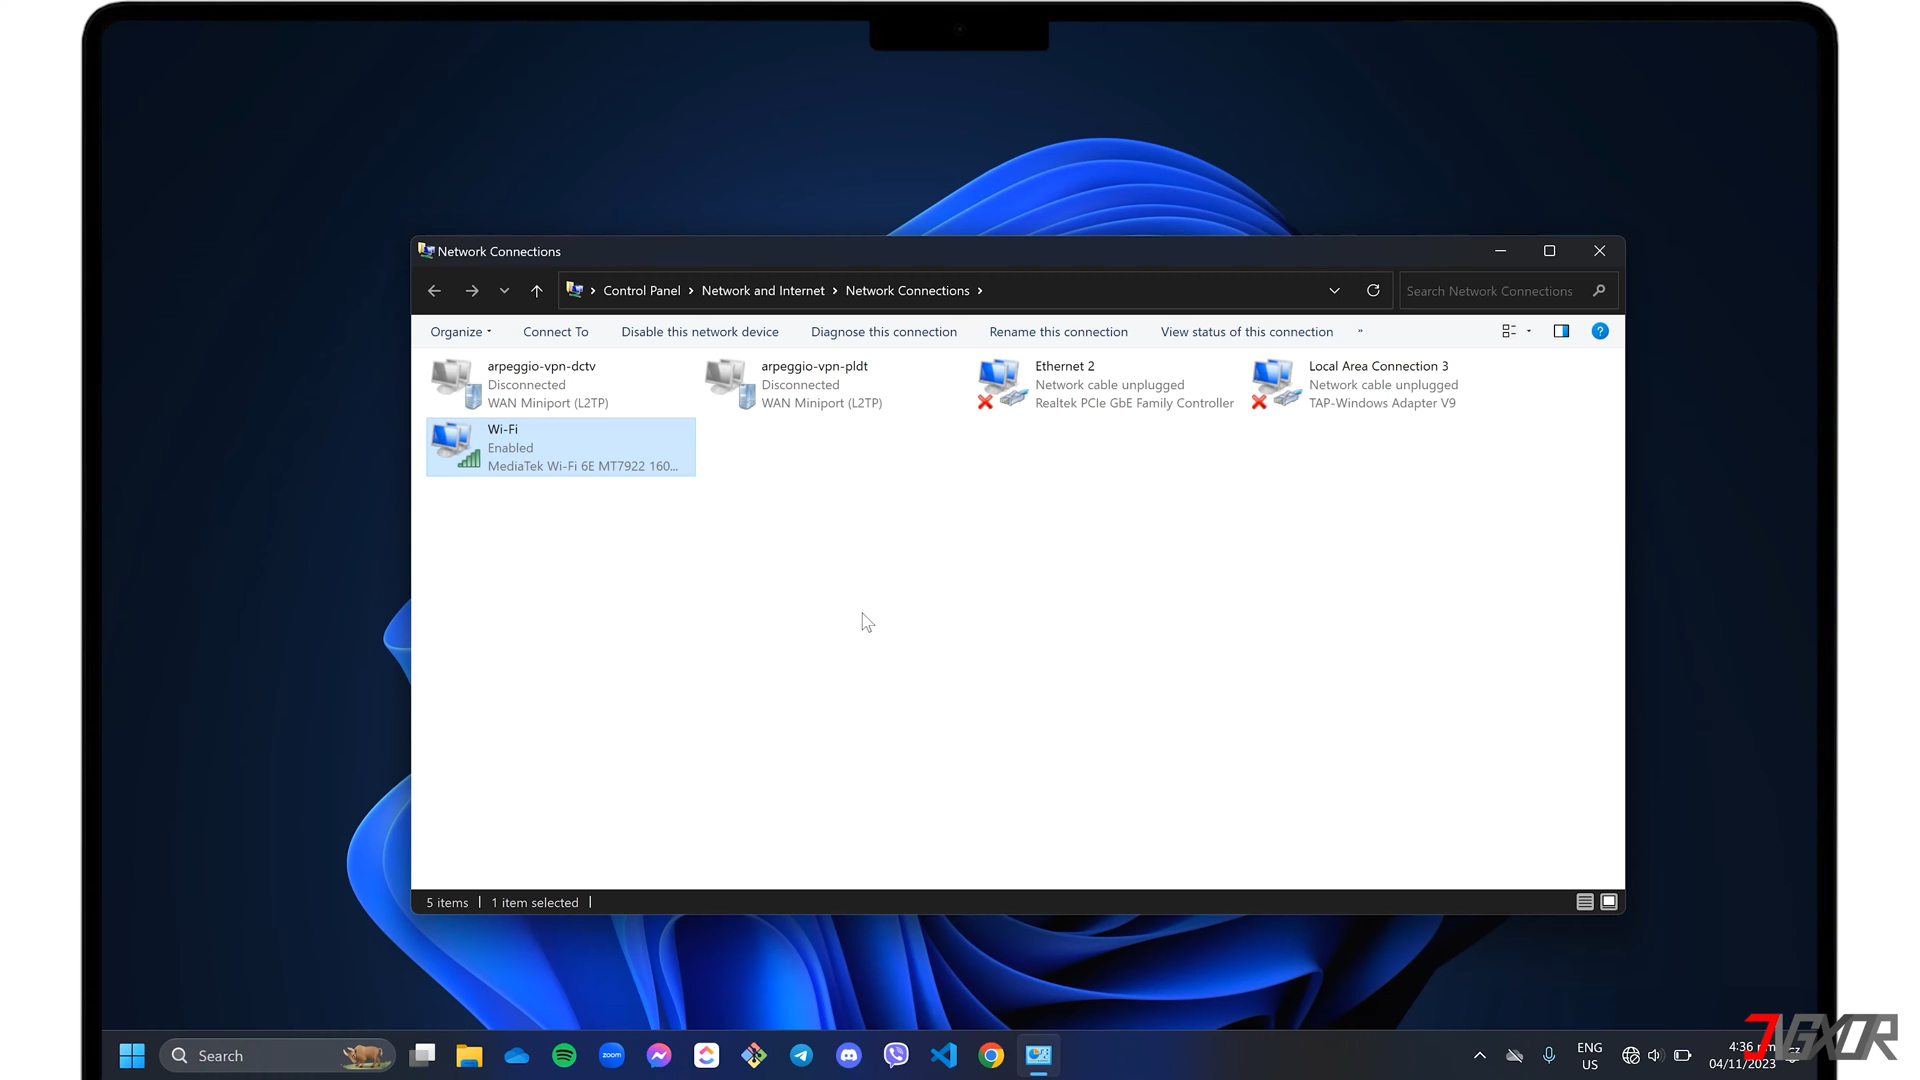 Network Connections
Control Panel Network and Internet Network Connections
Search Network Connections
Organize Connect To Disable this network device Diagnose this connection Rename this connection View status of this connection
arpeggio-vpn-dctv
Disconnected
WAN Miniport (L2TP)
arpeggio-vpn-pldt
Disconnected
WAN Miniport (L2TP)
Ethernet 2
Network cable unplugged
Realtek PCIe GbE Family Controller
Local Area Connection 3
Network cable unplugged
TAP-Windows Adapter V9
Wi-Fi
Enabled
MediaTek Wi-Fi 6E MT7922 160...
5 items 1 item selected
Search
zoom
ENG
US
4:36
04/11/2023